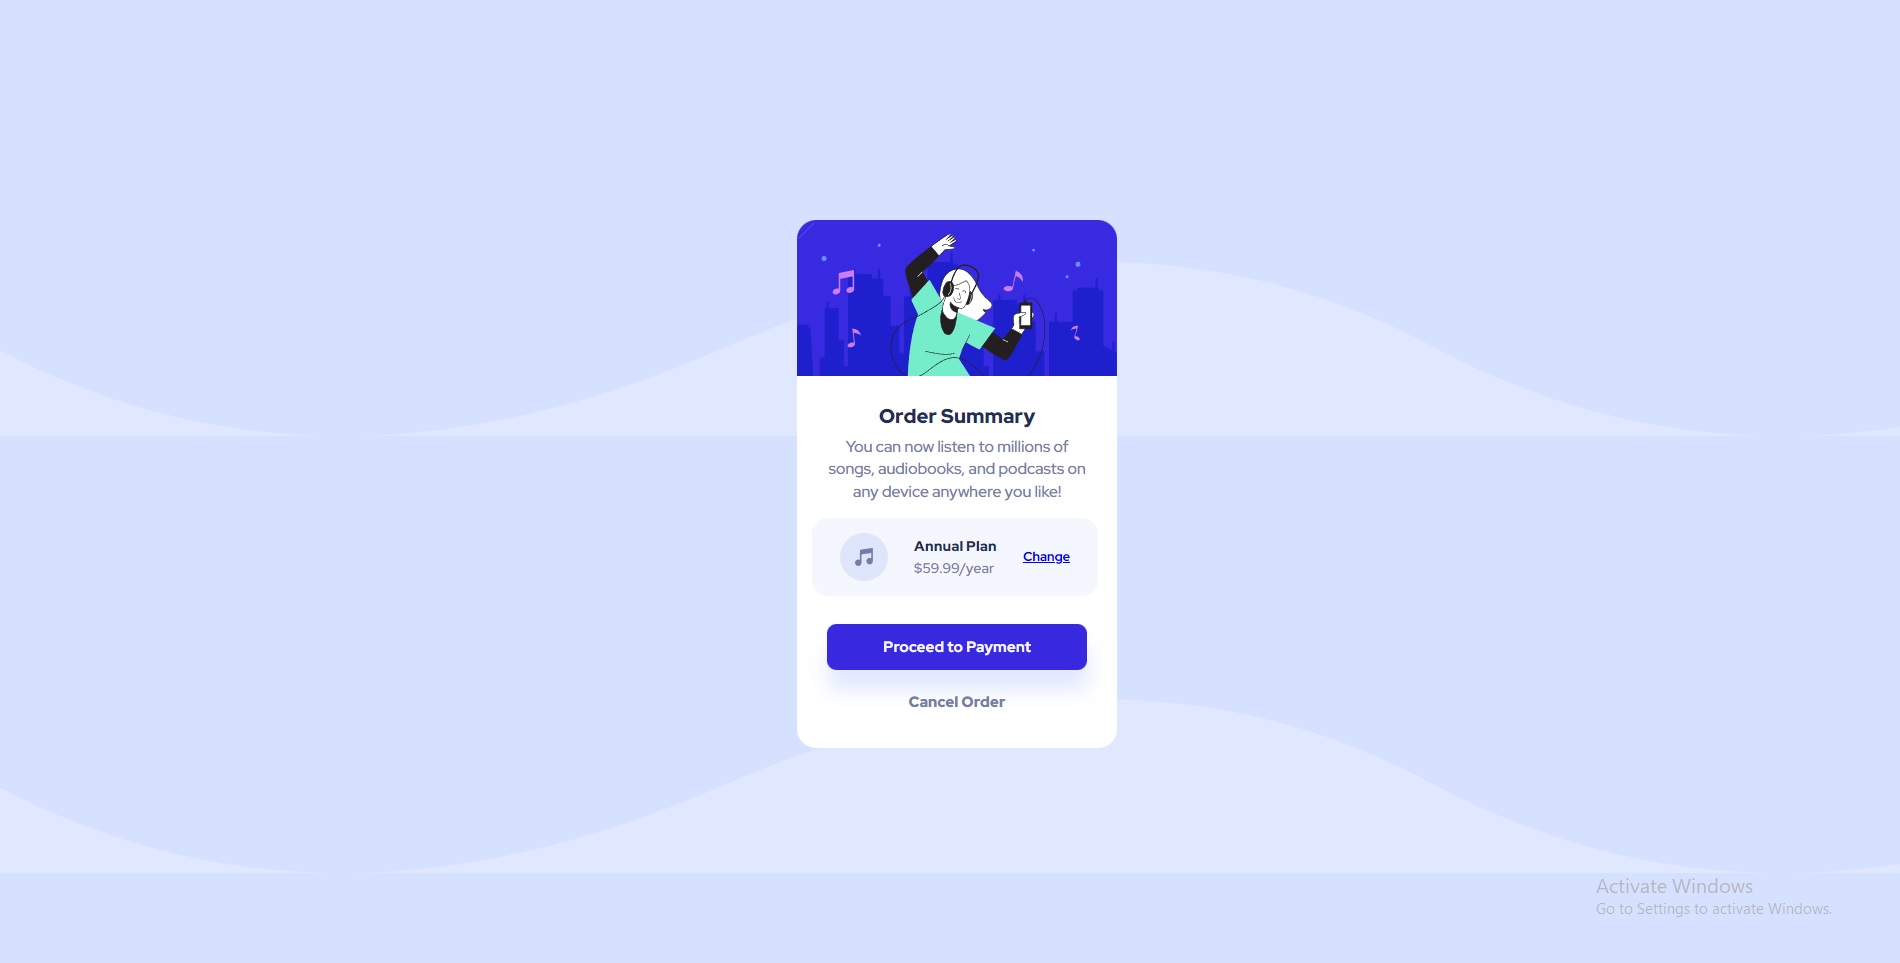 Order Summary
You can now listen to millions of
songs, audiobooks, and podcasts on
any device anywhere you like!
Annual Plan
$59.99/year
Change
Proceed to Payment
Cancel Order
Activate Windows
Go to Settings to activate Windows.